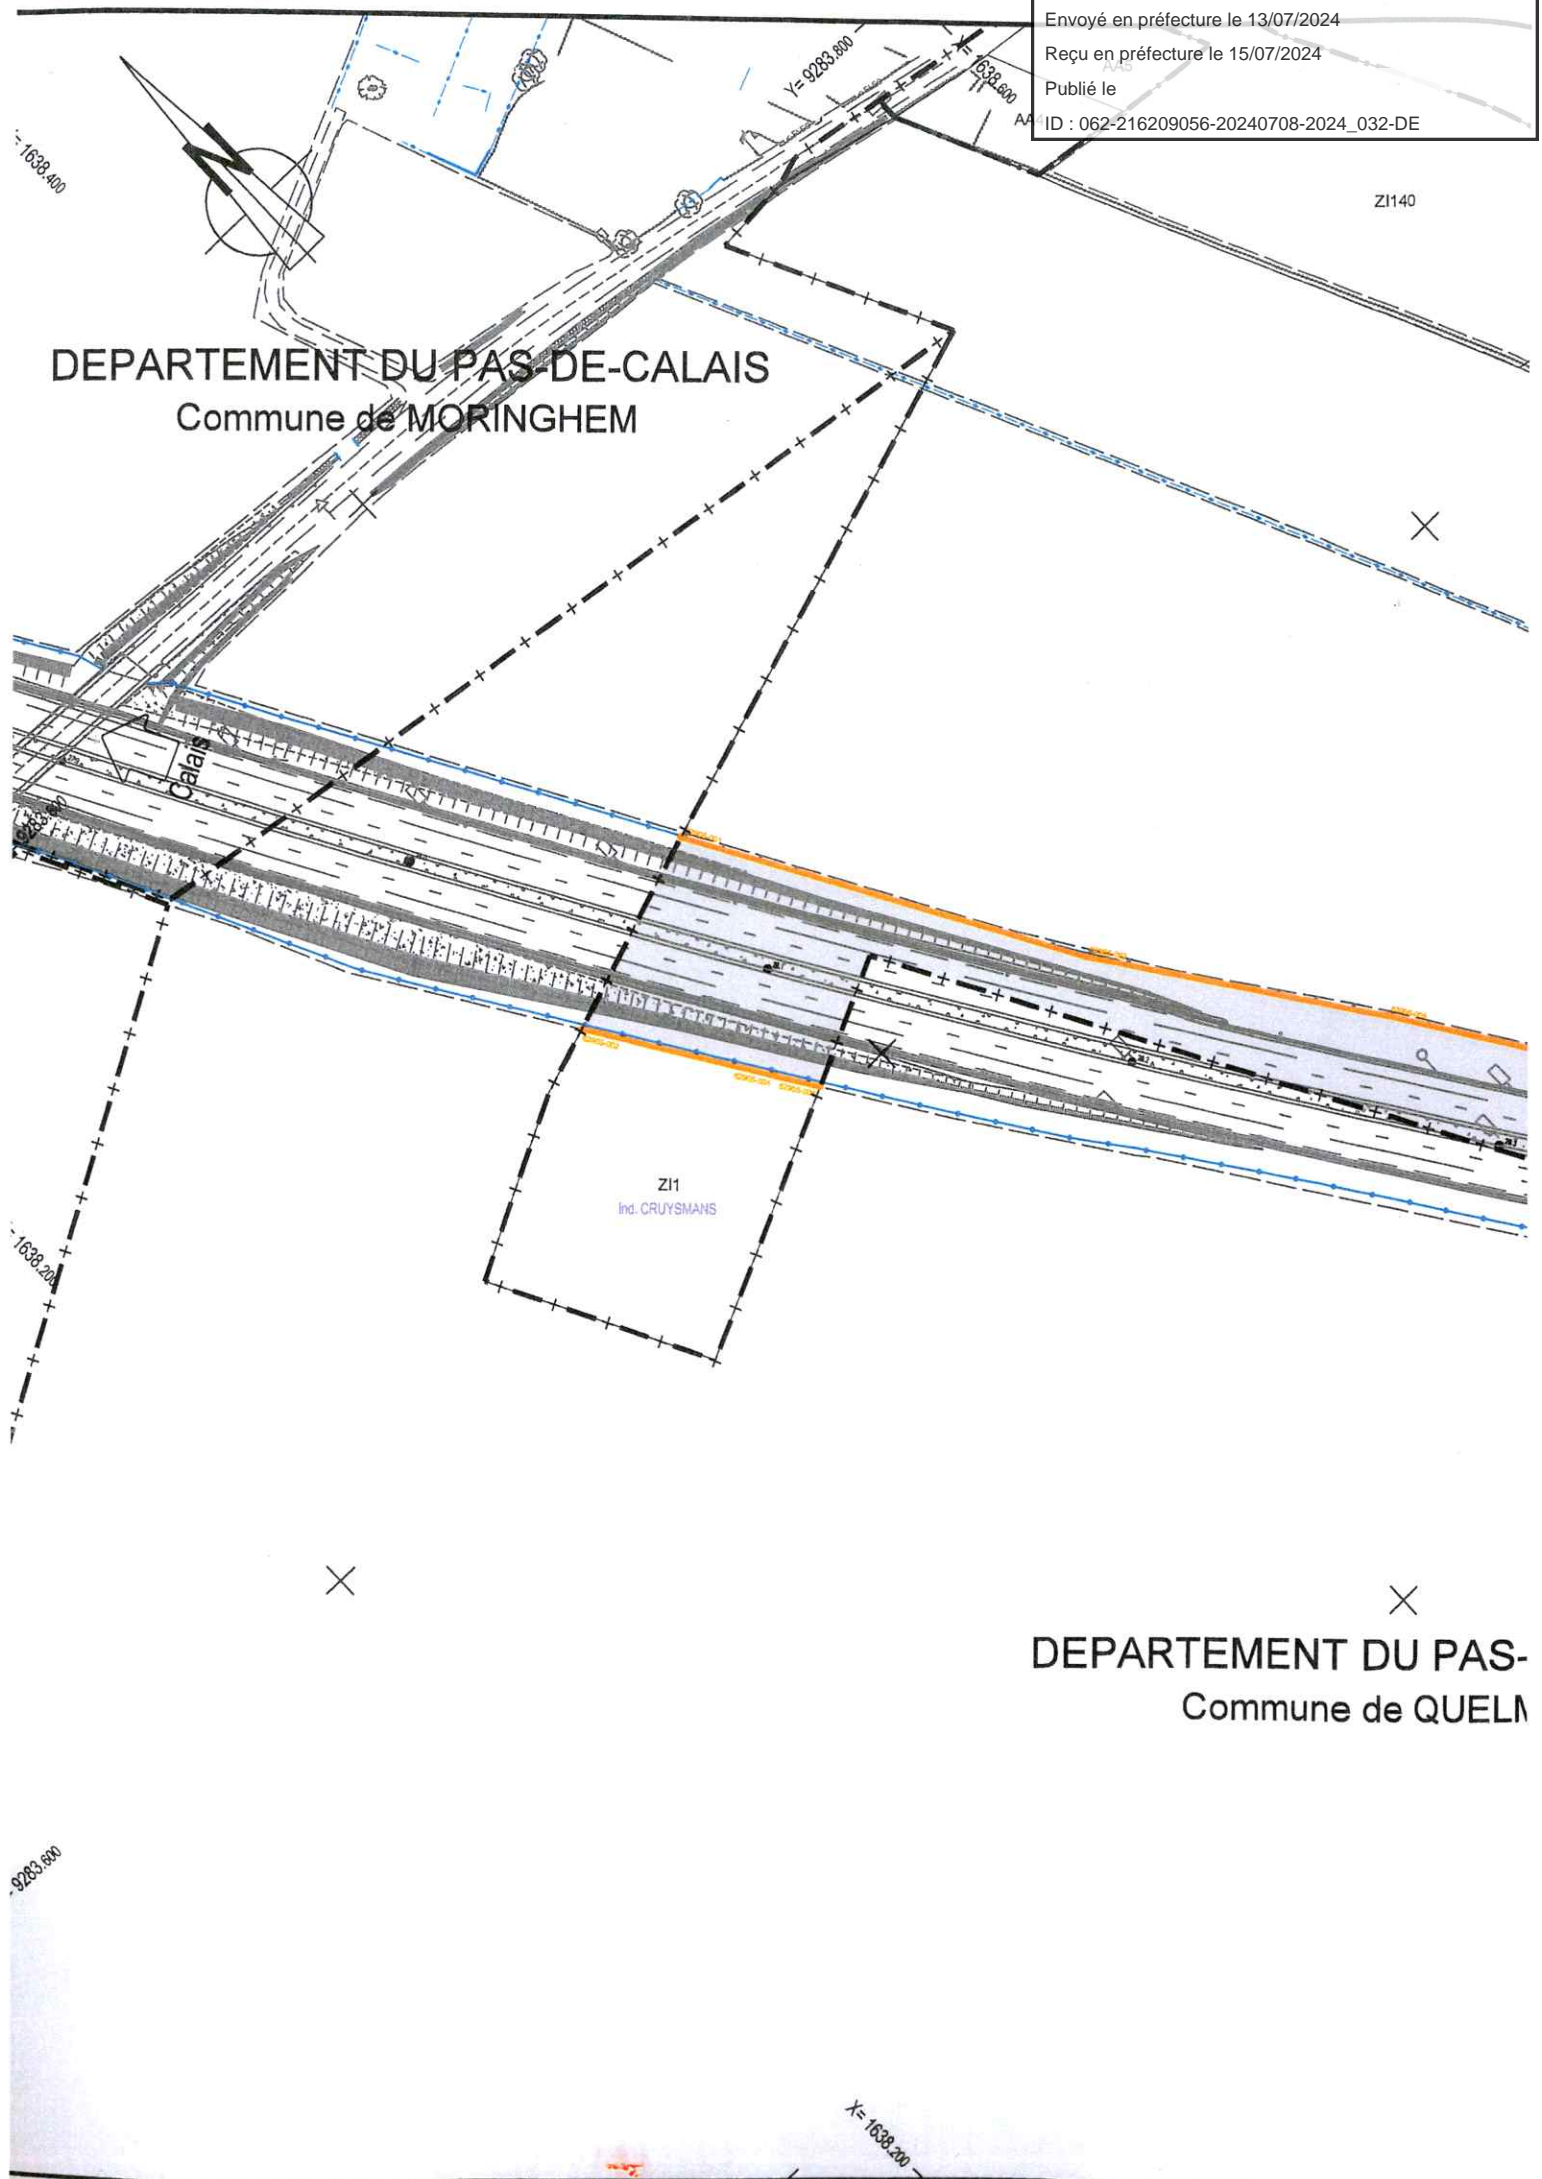 Envoyé en préfecture le 13/07/2024
Reçu en préfecture le 15/07/2024
Publié le
ID : 062-216209056-20240708-2024_032-DE
AA5
AA4
ZI140
Y= 9283.800
1638.600
1638.400
N
DEPARTEMENT DU PAS-DE-CALAIS
Commune de MORINGHEM
Calais
ZI1
Ind. CRUYSMANS
1638.200
DEPARTEMENT DU PAS-
Commune de QUELM
9283.600
X= 1638.200